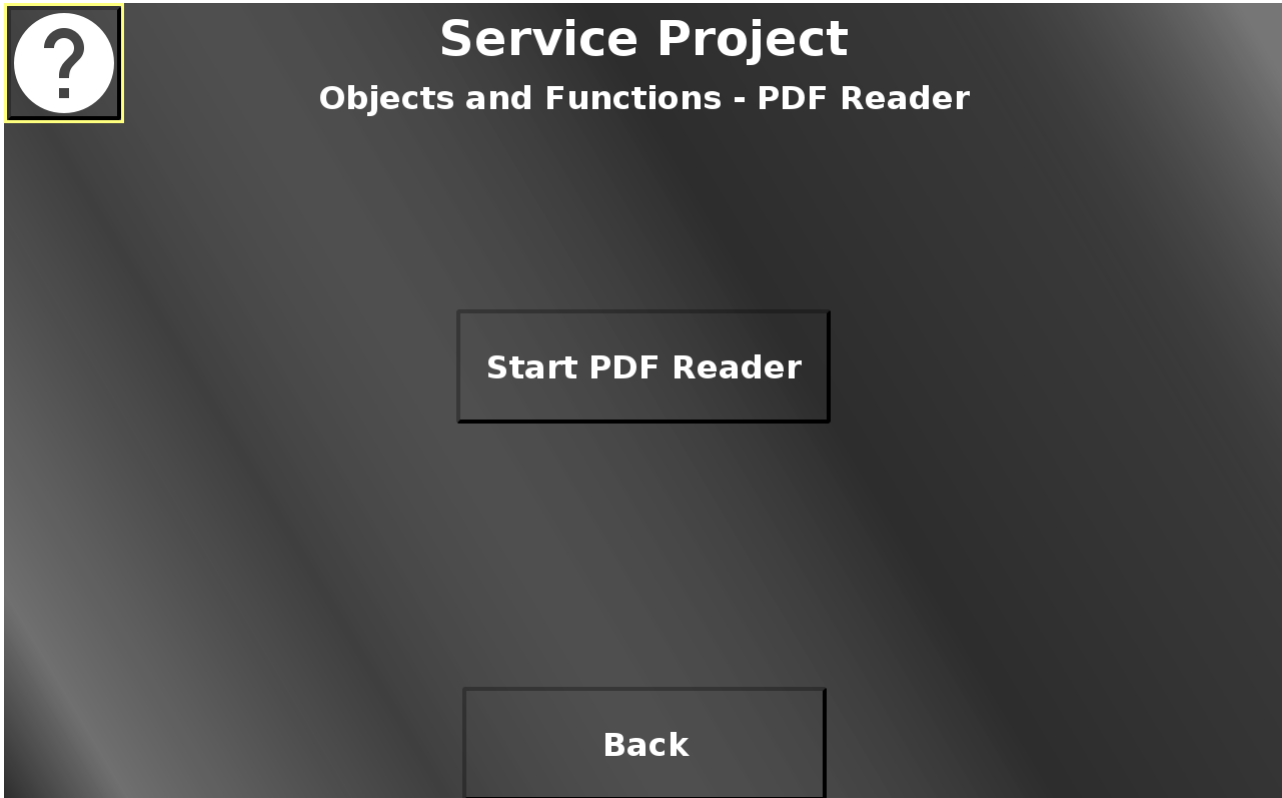 ?
Service Project
Objects and Functions - PDF Reader
Start PDF Reader
Back